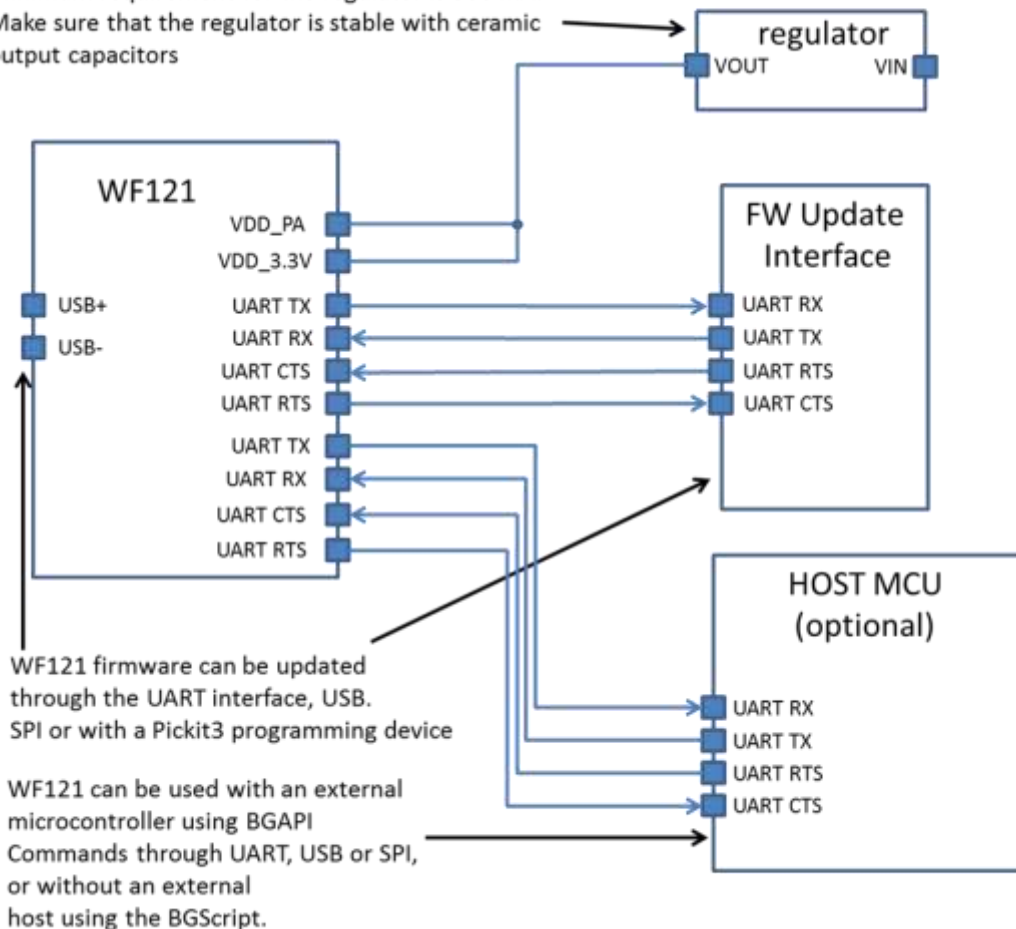 Make sure that the regulator is stable with ceramic
output capacitors
regulator
VOUT
VIN
WF121
VDD_PA
VDD_3.3V
USB+
USB-
UART TX
UART RX
UART CTS
UART RTS
UART TX
UART RX
UART CTS
UART RTS
FW Update
Interface
UART RX
UART TX
UART RTS
UART CTS
HOST MCU
(optional)
UART RX
UART TX
UART RTS
UART CTS
WF121 firmware can be updated
through the UART interface, USB.
SPI or with a Pickit3 programming device
WF121 can be used with an external
microcontroller using BGAPI
Commands through UART, USB or SPI,
or without an external
host using the BGScript.